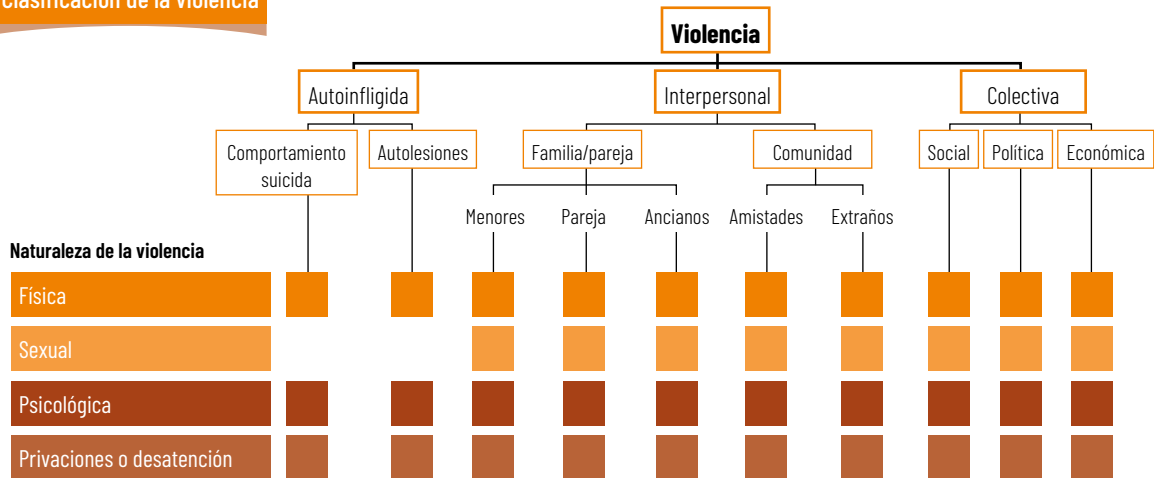 Clasificación de la violencia
Violencia
Autoinfligida
Interpersonal
Colectiva
Comportamiento
suicida
Autolesiones
Familia/pareja
Comunidad
Social
Política
Económica
Menores
Pareja
Ancianos
Amistades
Extraños
Naturaleza de la violencia
Física
Sexual
Psicológica
Privaciones o desatención